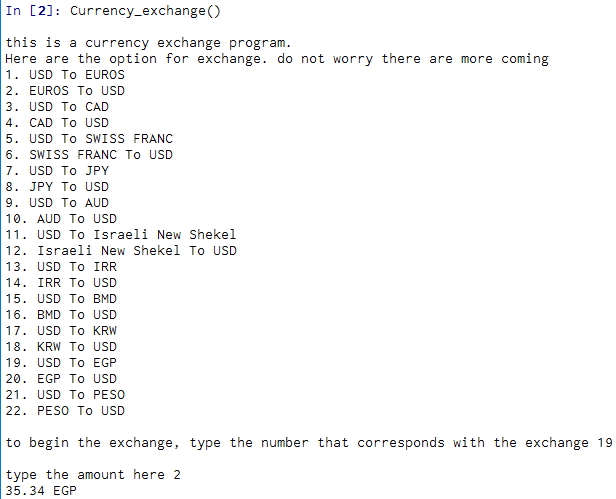 In [2]: Currency_exchange()
this is a currency exchange program.
Here are the option for exchange. do not worry there are more coming
1. USD To EUROS
2. EUROS To USD
3. USD To CAD
4. CAD To USD
5. USD To SWISS FRANC
6. SWISS FRANC To USD
7. USD To JPY
8. JPY To USD
9. USD To AUD
10. AUD To USD
11. USD To Israeli New Shekel
12. Israeli New Shekel To USD
13. USD To IRR
14. IRR To USD
15. USD To BMD
16. BMD To USD
17. USD To KRW
18. KRW To USD
19. USD To EGP
20. EGP To USD
21. USD To PESO
22. PESO To USD
to begin the exchange, type the number that corresponds with the exchange 19
type the amount here 2
35.34 EGP